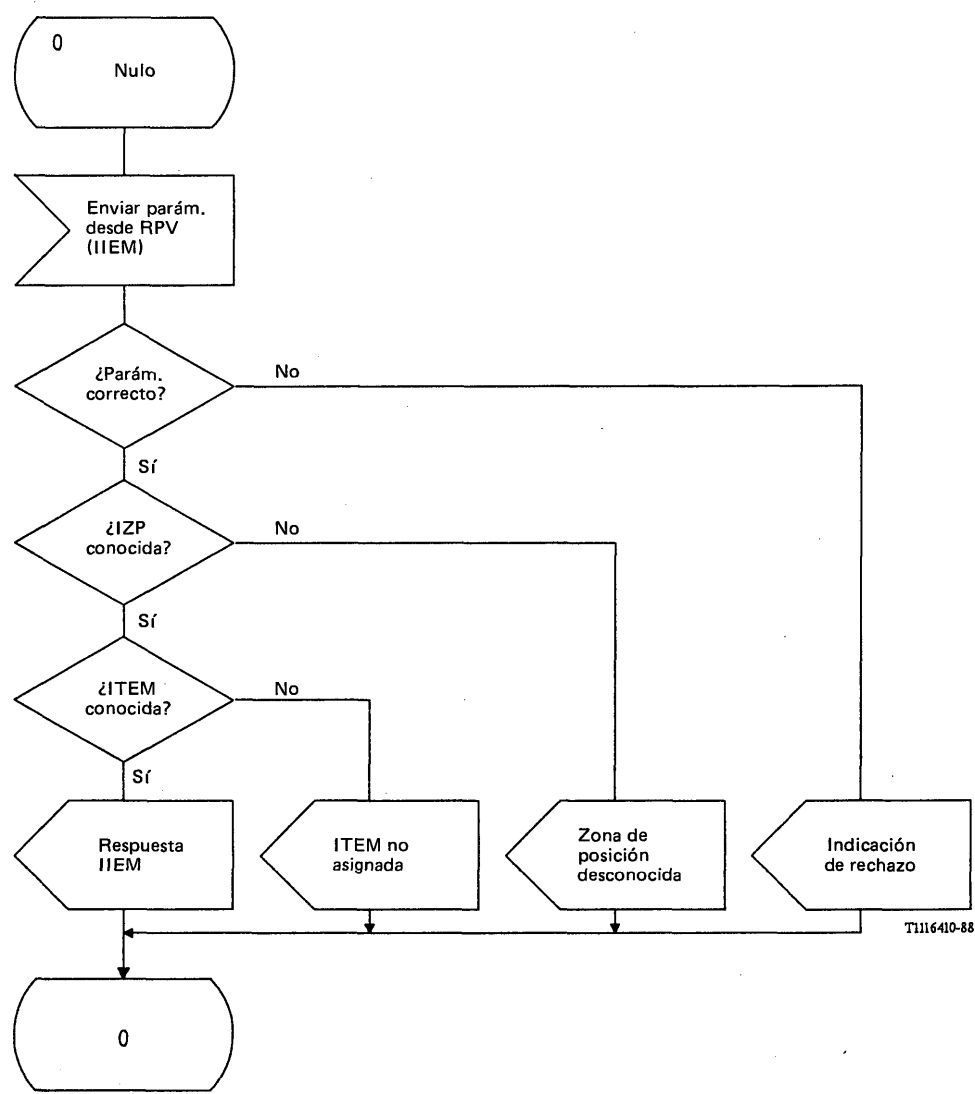 0
Nulo
Enviar parám.
desde RPV
(IIEM)
¿Parám.
correcto?
No
Sí
¿IZP
conocida?
No
Sí
¿ITEM
conocida?
No
Sí
Respuesta
IIEM
ITEM no
asignada
Zona de
posición
desconocida
Indicación
de rechazo
T1116410-88
0